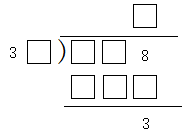 □
3 □ ) □ □ 8
□ □ □
3